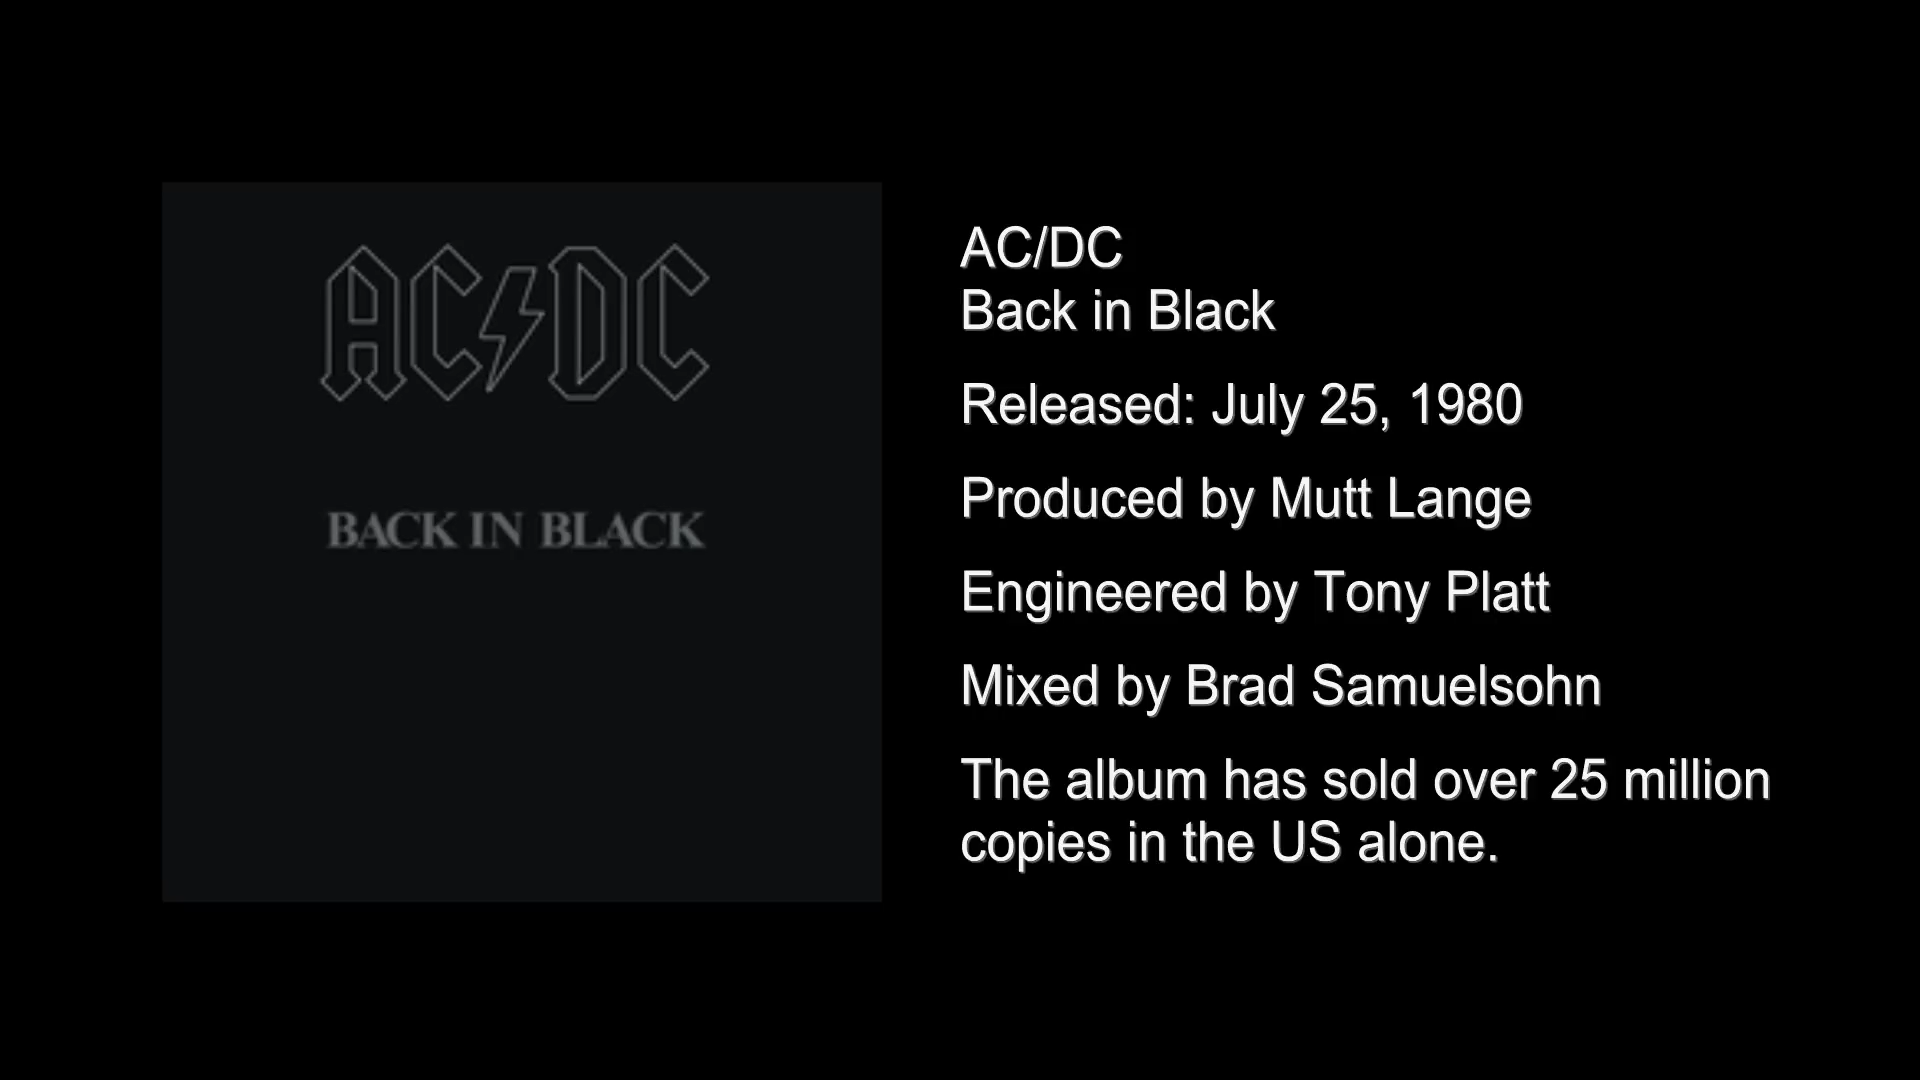 AC/DC
BACK IN BLACK
AC/DC
Back in Black
Released: July 25, 1980
Produced by Mutt Lange
Engineered by Tony Platt
Mixed by Brad Samuelsohn
The album has sold over 25 million
copies in the US alone.